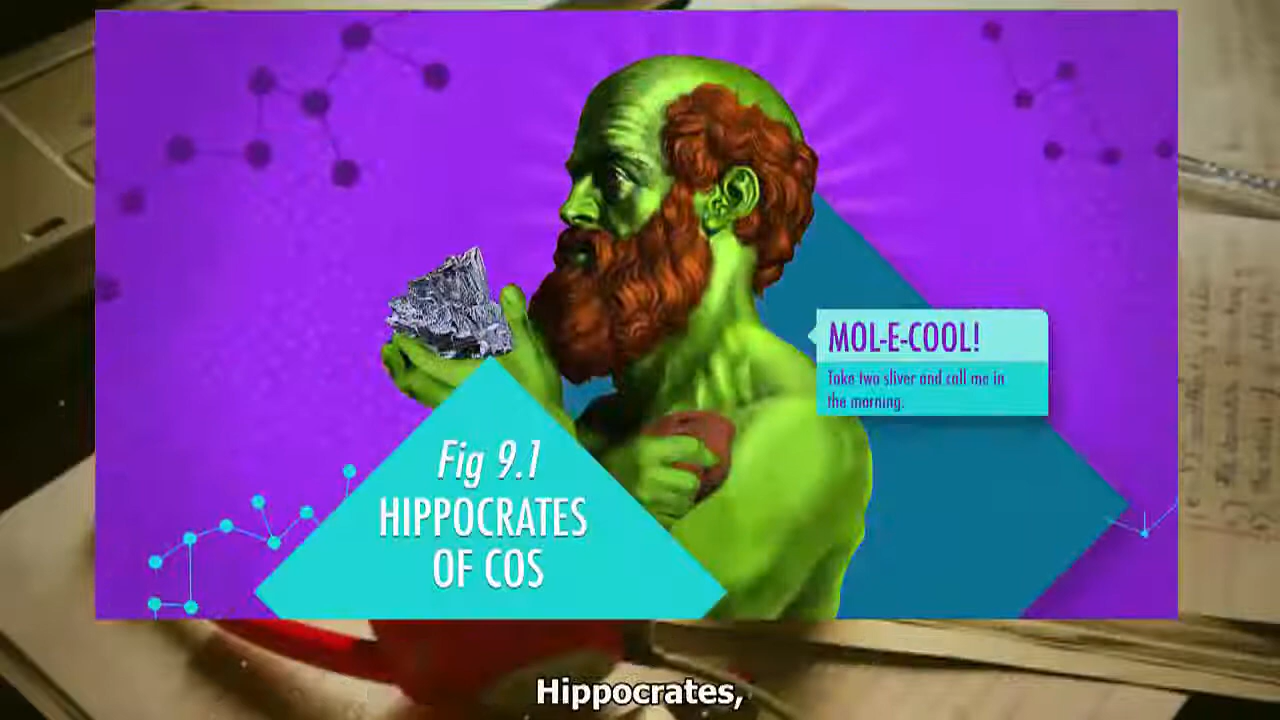 MOL-E-COOL!
Take two sliver and call me in
the morning.
Fig 9.1
HIPPOCRATES
OF COS
Hippocrates,